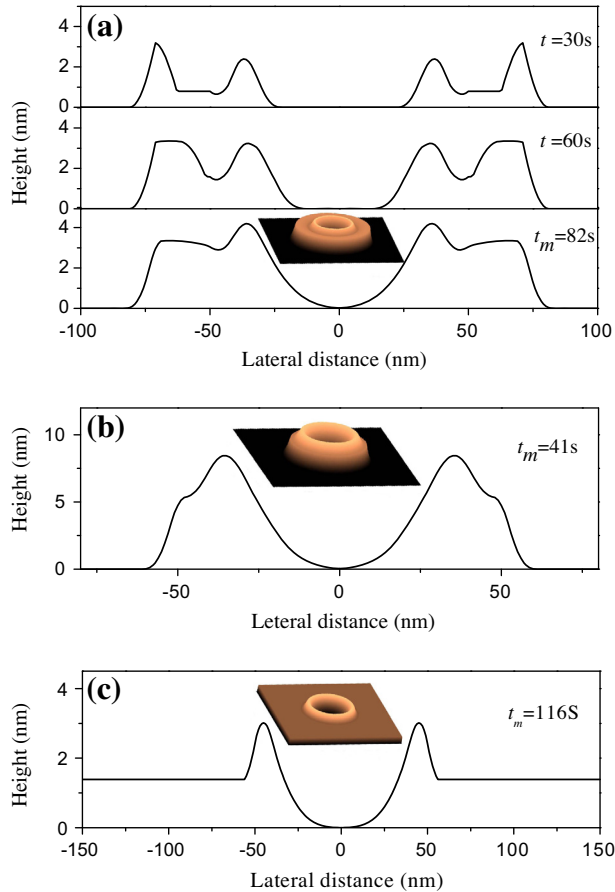 (a)
t =30s
4
2
0
t =60s
4
2
0
t_m=82s
4
2
0
Height (nm)
-100 -50 0 50 100
Lateral distance (nm)
(b)
t_m=41s
10
5
0
Height (nm)
-50 0 50
Leteral distance (nm)
(c)
t_m=116S
4
2
0
Height (nm)
-150 -100 -50 0 50 100 150
Lateral distance (nm)